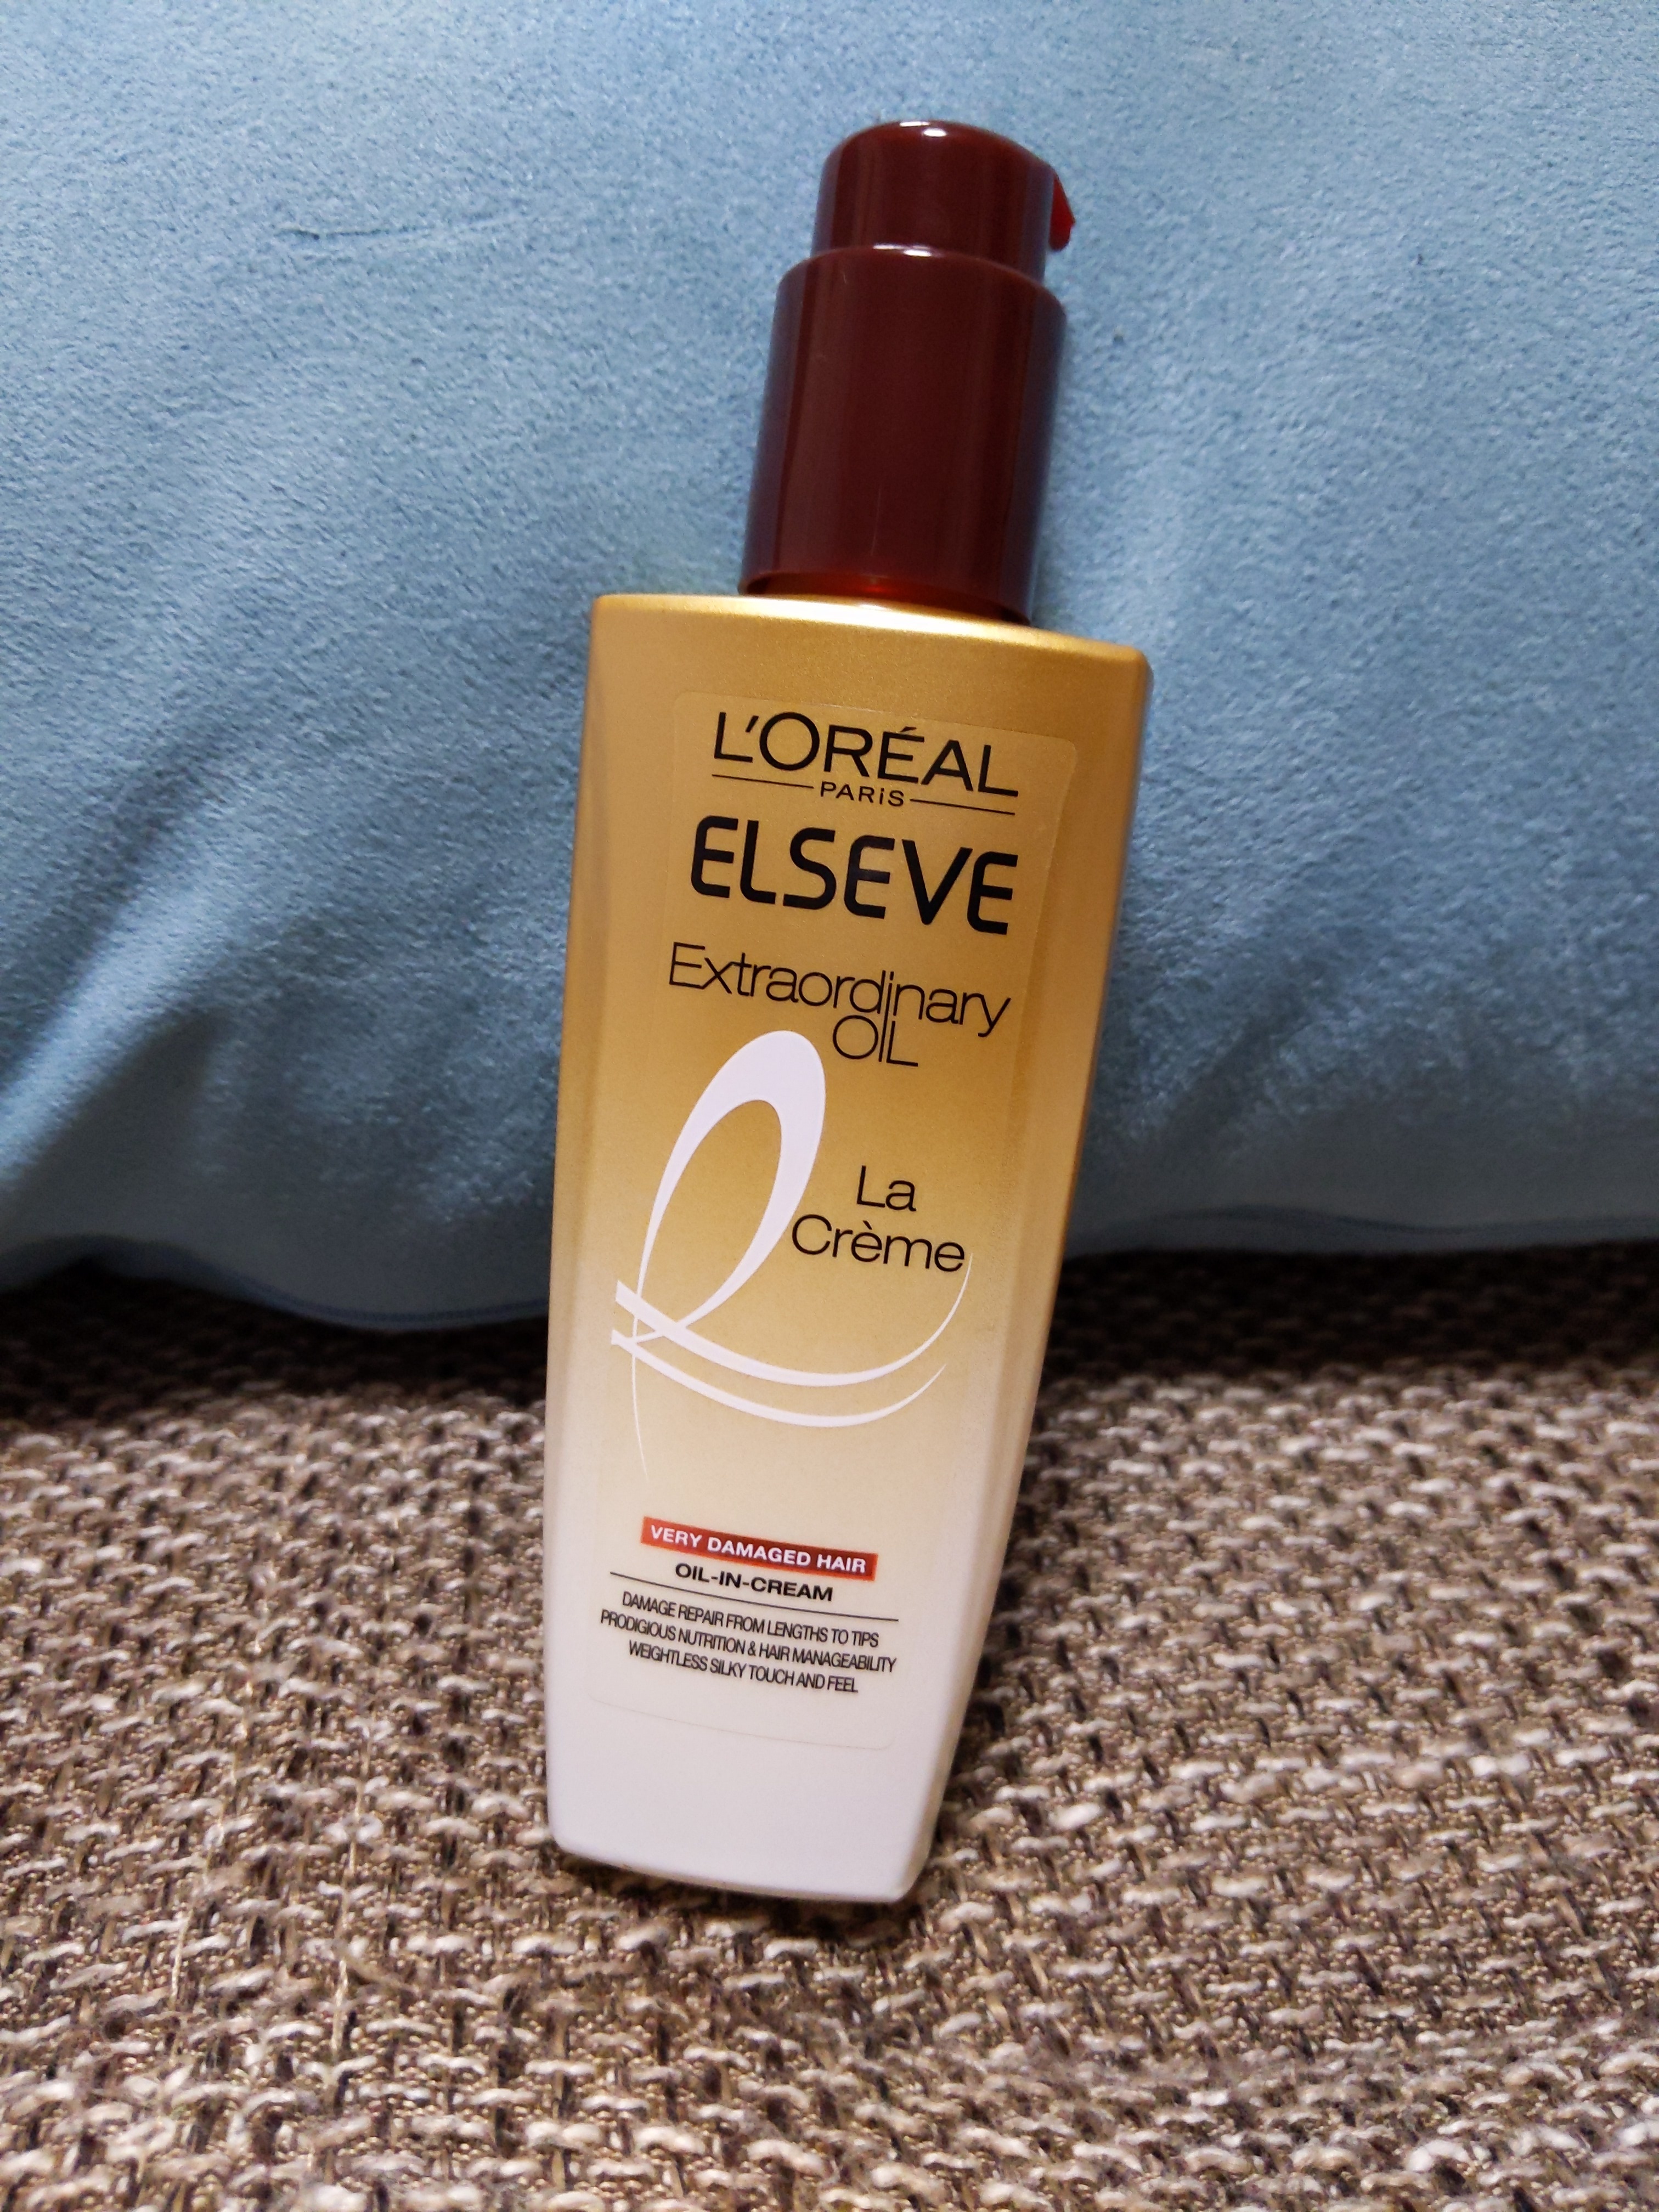 L'ORÉAL
PARiS
ELSEVE
Extraordinary
OIL
La
Crème
VERY DAMAGED HAIR
OIL-IN-CREAM
DAMAGE REPAIR FROM LENGTHS TO TIPS
PRODIGIOUS NUTRITION & HAIR MANAGEABILITY
WEIGHTLESS SILKY TOUCH AND FEEL